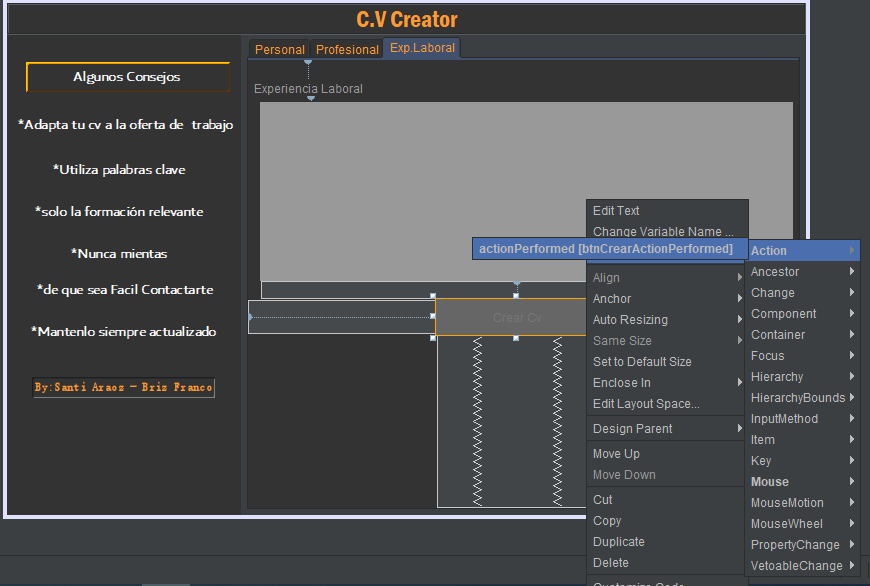 C.V Creator
Algunos Consejos
*Adapta tu cv a la oferta de trabajo
*Utiliza palabras clave
*solo la formación relevante
*Nunca mientas
*de que sea Facil Contactarte
*Mantenlo siempre actualizado
By:Santi Araoz - Briz Franco
Personal Profesional Exp.Laboral
Experiencia Laboral
Crear Cv
Edit Text
Change Variable Name ...
actionPerformed [btnCrearActionPerformed]
Align
Anchor
Auto Resizing
Same Size
Set to Default Size
Enclose In
Edit Layout Space...
Design Parent
Move Up
Move Down
Cut
Copy
Duplicate
Delete
Customize Code
Action
Ancestor
Change
Component
Container
Focus
Hierarchy
HierarchyBounds
InputMethod
Item
Key
Mouse
MouseMotion
MouseWheel
PropertyChange
VetoableChange